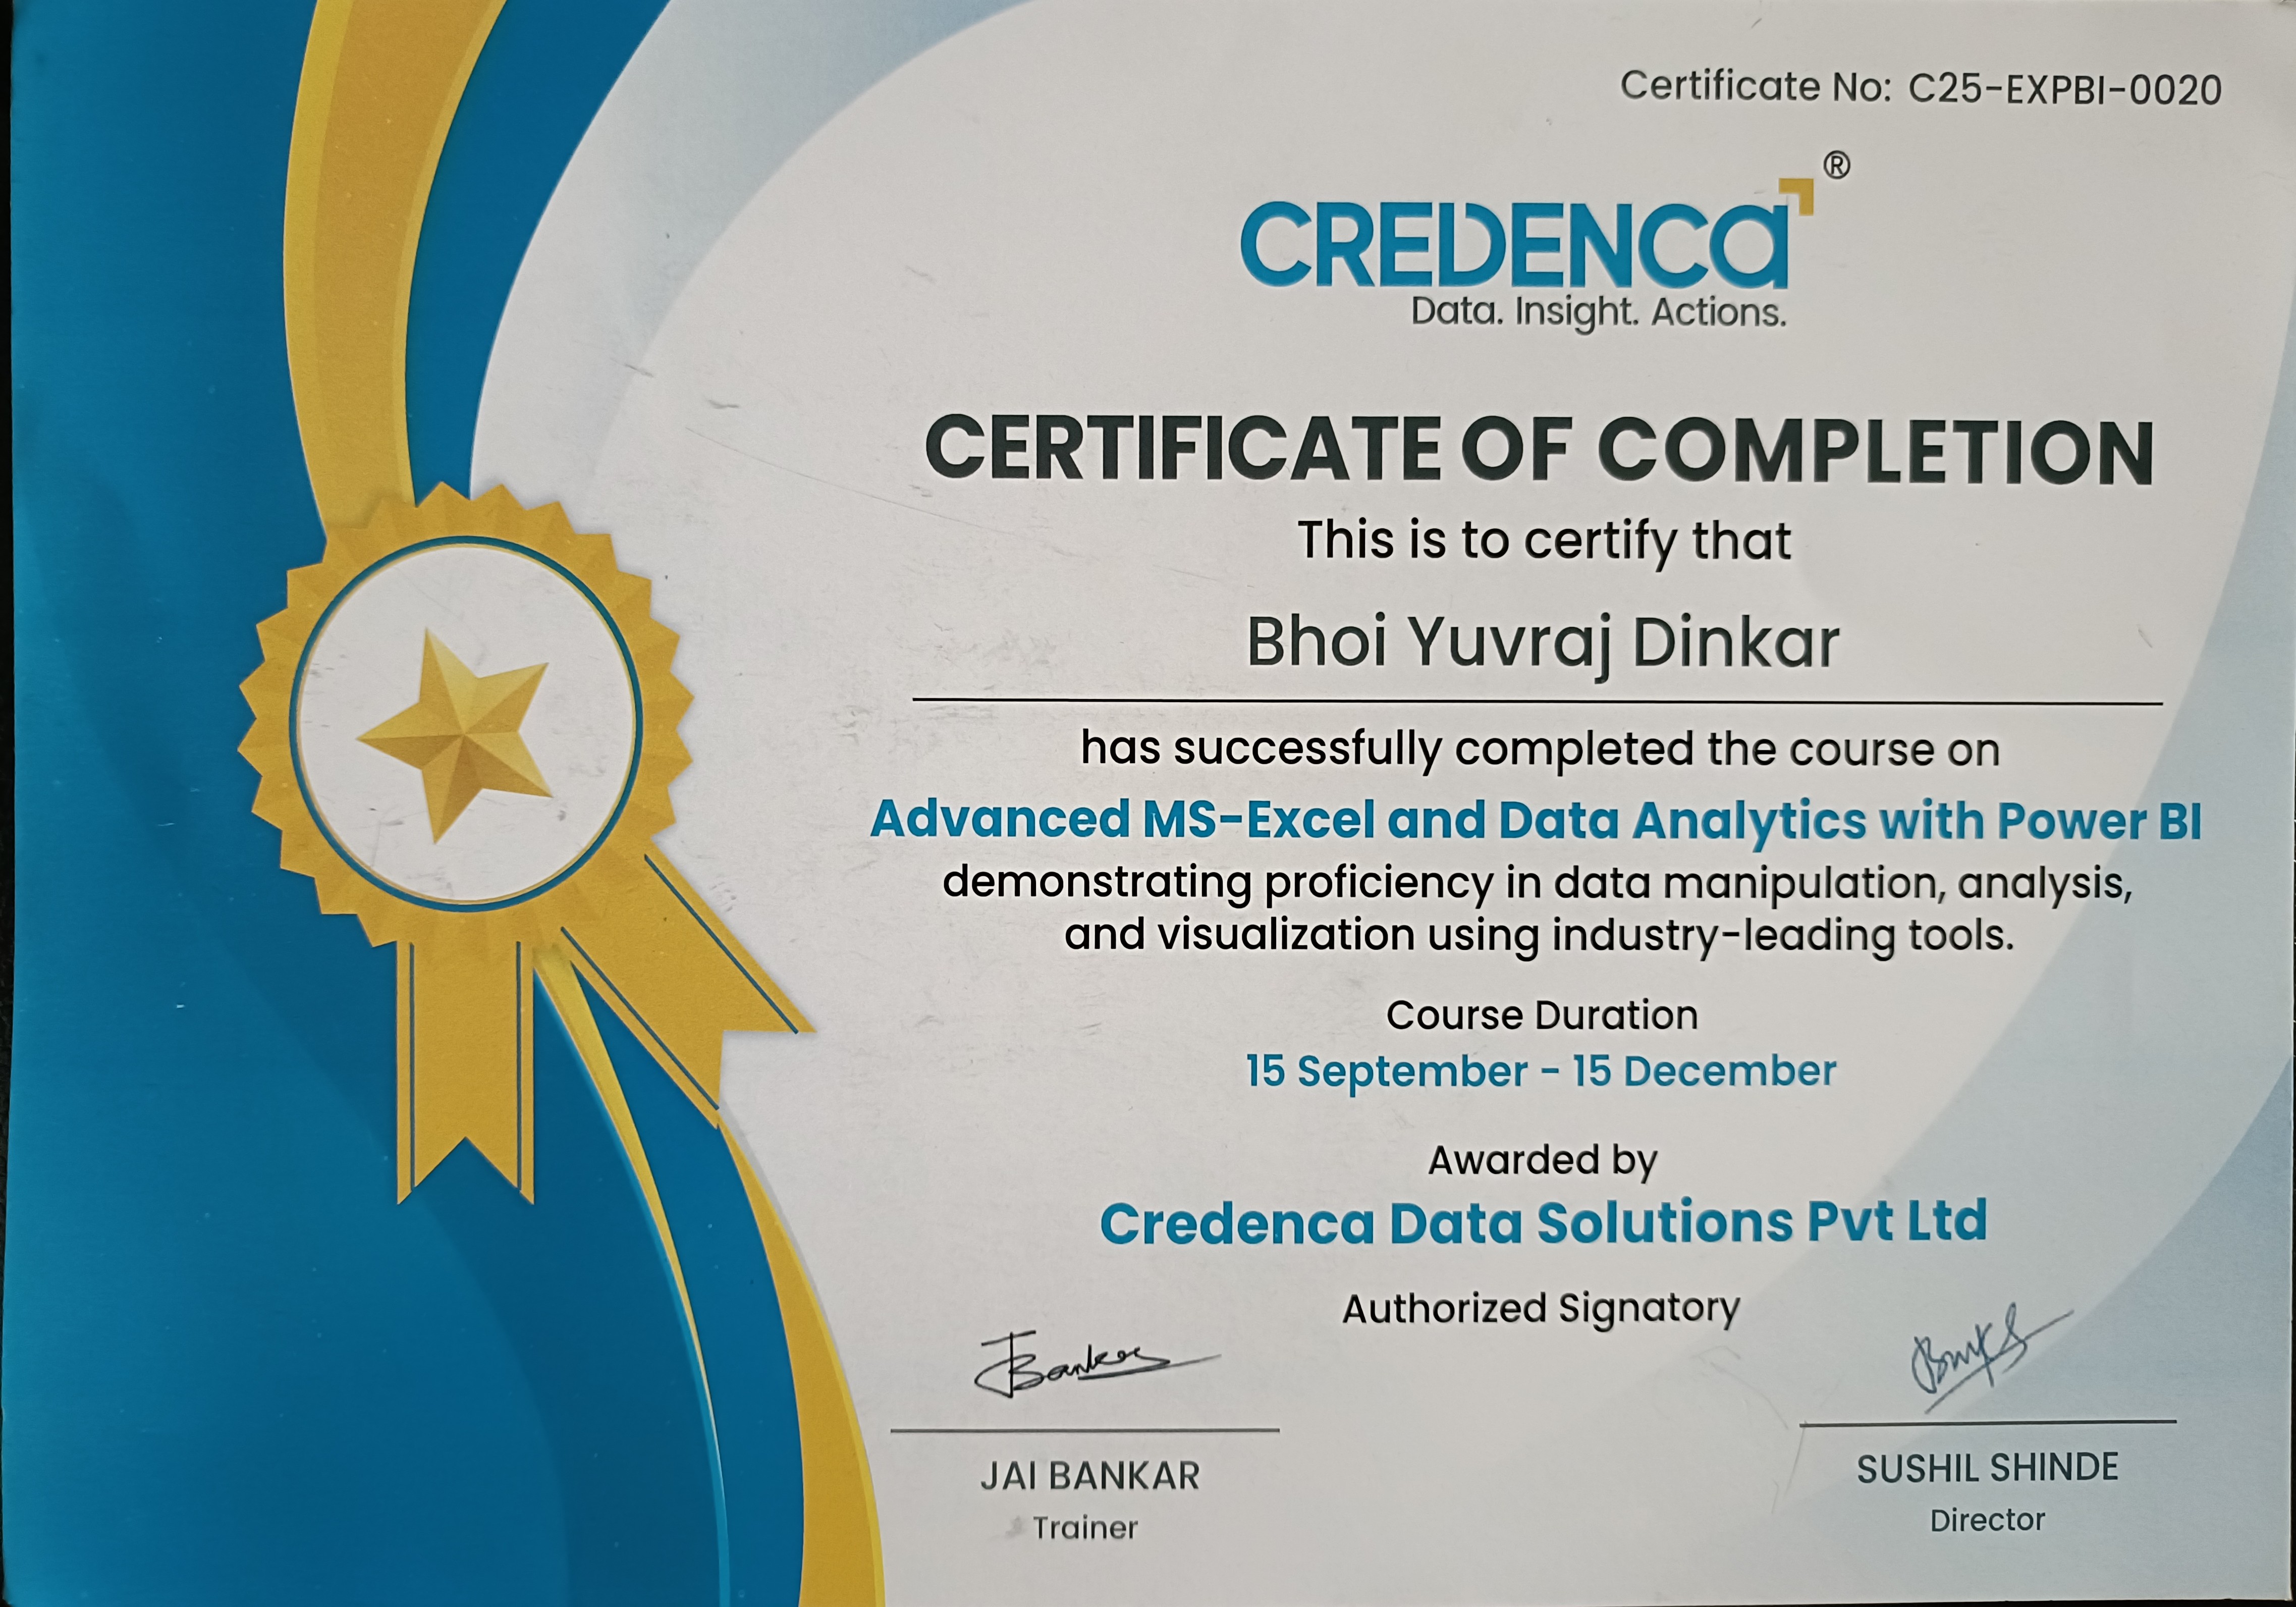 Certificate No: C25-EXPBI-0020
CREDENCa®
Data. Insight. Actions.
CERTIFICATE OF COMPLETION
This is to certify that
Bhoi Yuvraj Dinkar
has successfully completed the course on
Advanced MS-Excel and Data Analytics with Power BI
demonstrating proficiency in data manipulation, analysis,
and visualization using industry-leading tools.
Course Duration
15 September - 15 December
Awarded by
Credenca Data Solutions Pvt Ltd
Authorized Signatory
JBankar
JAI BANKAR
Trainer
SUSHIL SHINDE
Director